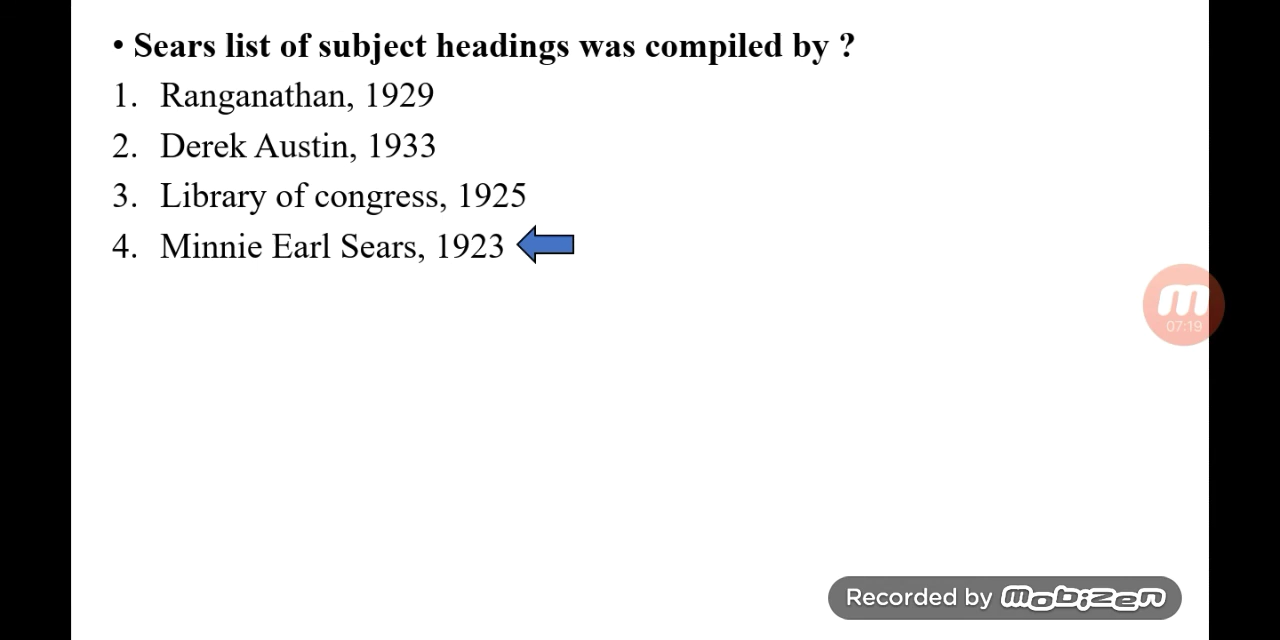 • Sears list of subject headings was compiled by ?
1. Ranganathan, 1929
2. Derek Austin, 1933
3. Library of congress, 1925
4. Minnie Earl Sears, 1923
m
07:19
Recorded by mobizen